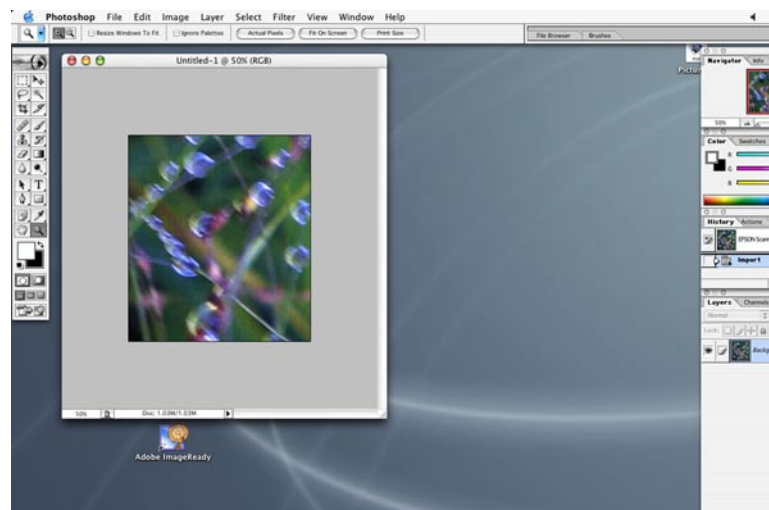 Photoshop File Edit Image Layer Select Filter View Window Help
Resize Windows To Fit Ignore Palettes Actual Pixels Fit On Screen Print Size
File Browser Brushes
Untitled-1 @ 50% (RGB)
Pictur
Navigator Info
50%
Color Swatches
R
G
B
History Actions
EPSON Scan
Import
Layers Channels
Normal
Lock:
Backg
T
50% Doc: 1.03M/1.03M
Adobe ImageReady